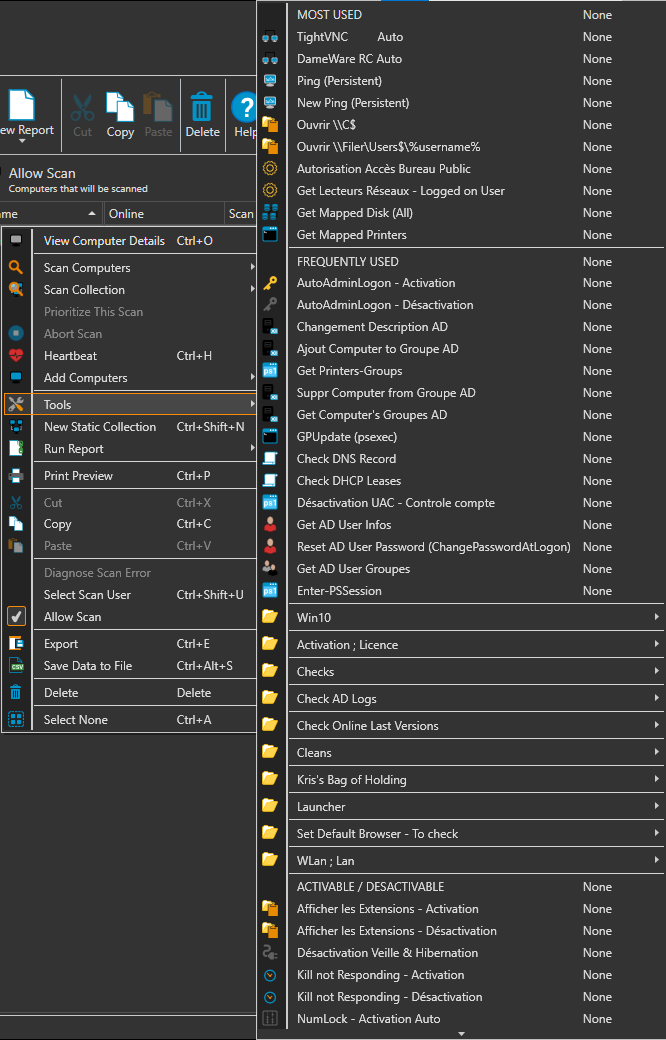 ew Report
Cut
Copy
Paste
Delete
Help
Allow Scan
Computers that will be scanned
me
Online
Scan
View Computer Details Ctrl+O
Scan Computers
Scan Collection
Prioritize This Scan
Abort Scan
Heartbeat Ctrl+H
Add Computers
Tools
New Static Collection Ctrl+Shift+N
Run Report
Print Preview Ctrl+P
Cut Ctrl+X
Copy Ctrl+C
Paste Ctrl+V
Diagnose Scan Error
Select Scan User Ctrl+Shift+U
Allow Scan
Export Ctrl+E
CSV
Save Data to File Ctrl+Alt+S
Delete Delete
Select None Ctrl+A
MOST USED None
TightVNC Auto None
DameWare RC Auto None
Ping (Persistent) None
New Ping (Persistent) None
Ouvrir \\C$ None
Ouvrir \\Filer\Users$\%username% None
Autorisation Accès Bureau Public None
Get Lecteurs Réseaux - Logged on User None
Get Mapped Disk (All) None
Get Mapped Printers None
FREQUENTLY USED None
AutoAdminLogon - Activation None
AutoAdminLogon - Désactivation None
Changement Description AD None
Ajout Computer to Groupe AD None
ps1 Get Printers-Groups None
Suppr Computer from Groupe AD None
Get Computer's Groupes AD None
GPUpdate (psexec) None
Check DNS Record None
Check DHCP Leases None
ps1 Désactivation UAC - Controle compte None
Get AD User Infos None
Reset AD User Password (ChangePasswordAtLogon) None
Get AD User Groupes None
ps1 Enter-PSSession None
Win10
Activation ; Licence
Checks
Check AD Logs
Check Online Last Versions
Cleans
Kris's Bag of Holding
Launcher
Set Default Browser - To check
WLan ; Lan
ACTIVABLE / DESACTIVABLE None
Afficher les Extensions - Activation None
Afficher les Extensions - Désactivation None
Désactivation Veille & Hibernation None
Kill not Responding - Activation None
Kill not Responding - Désactivation None
NumLock - Activation Auto None